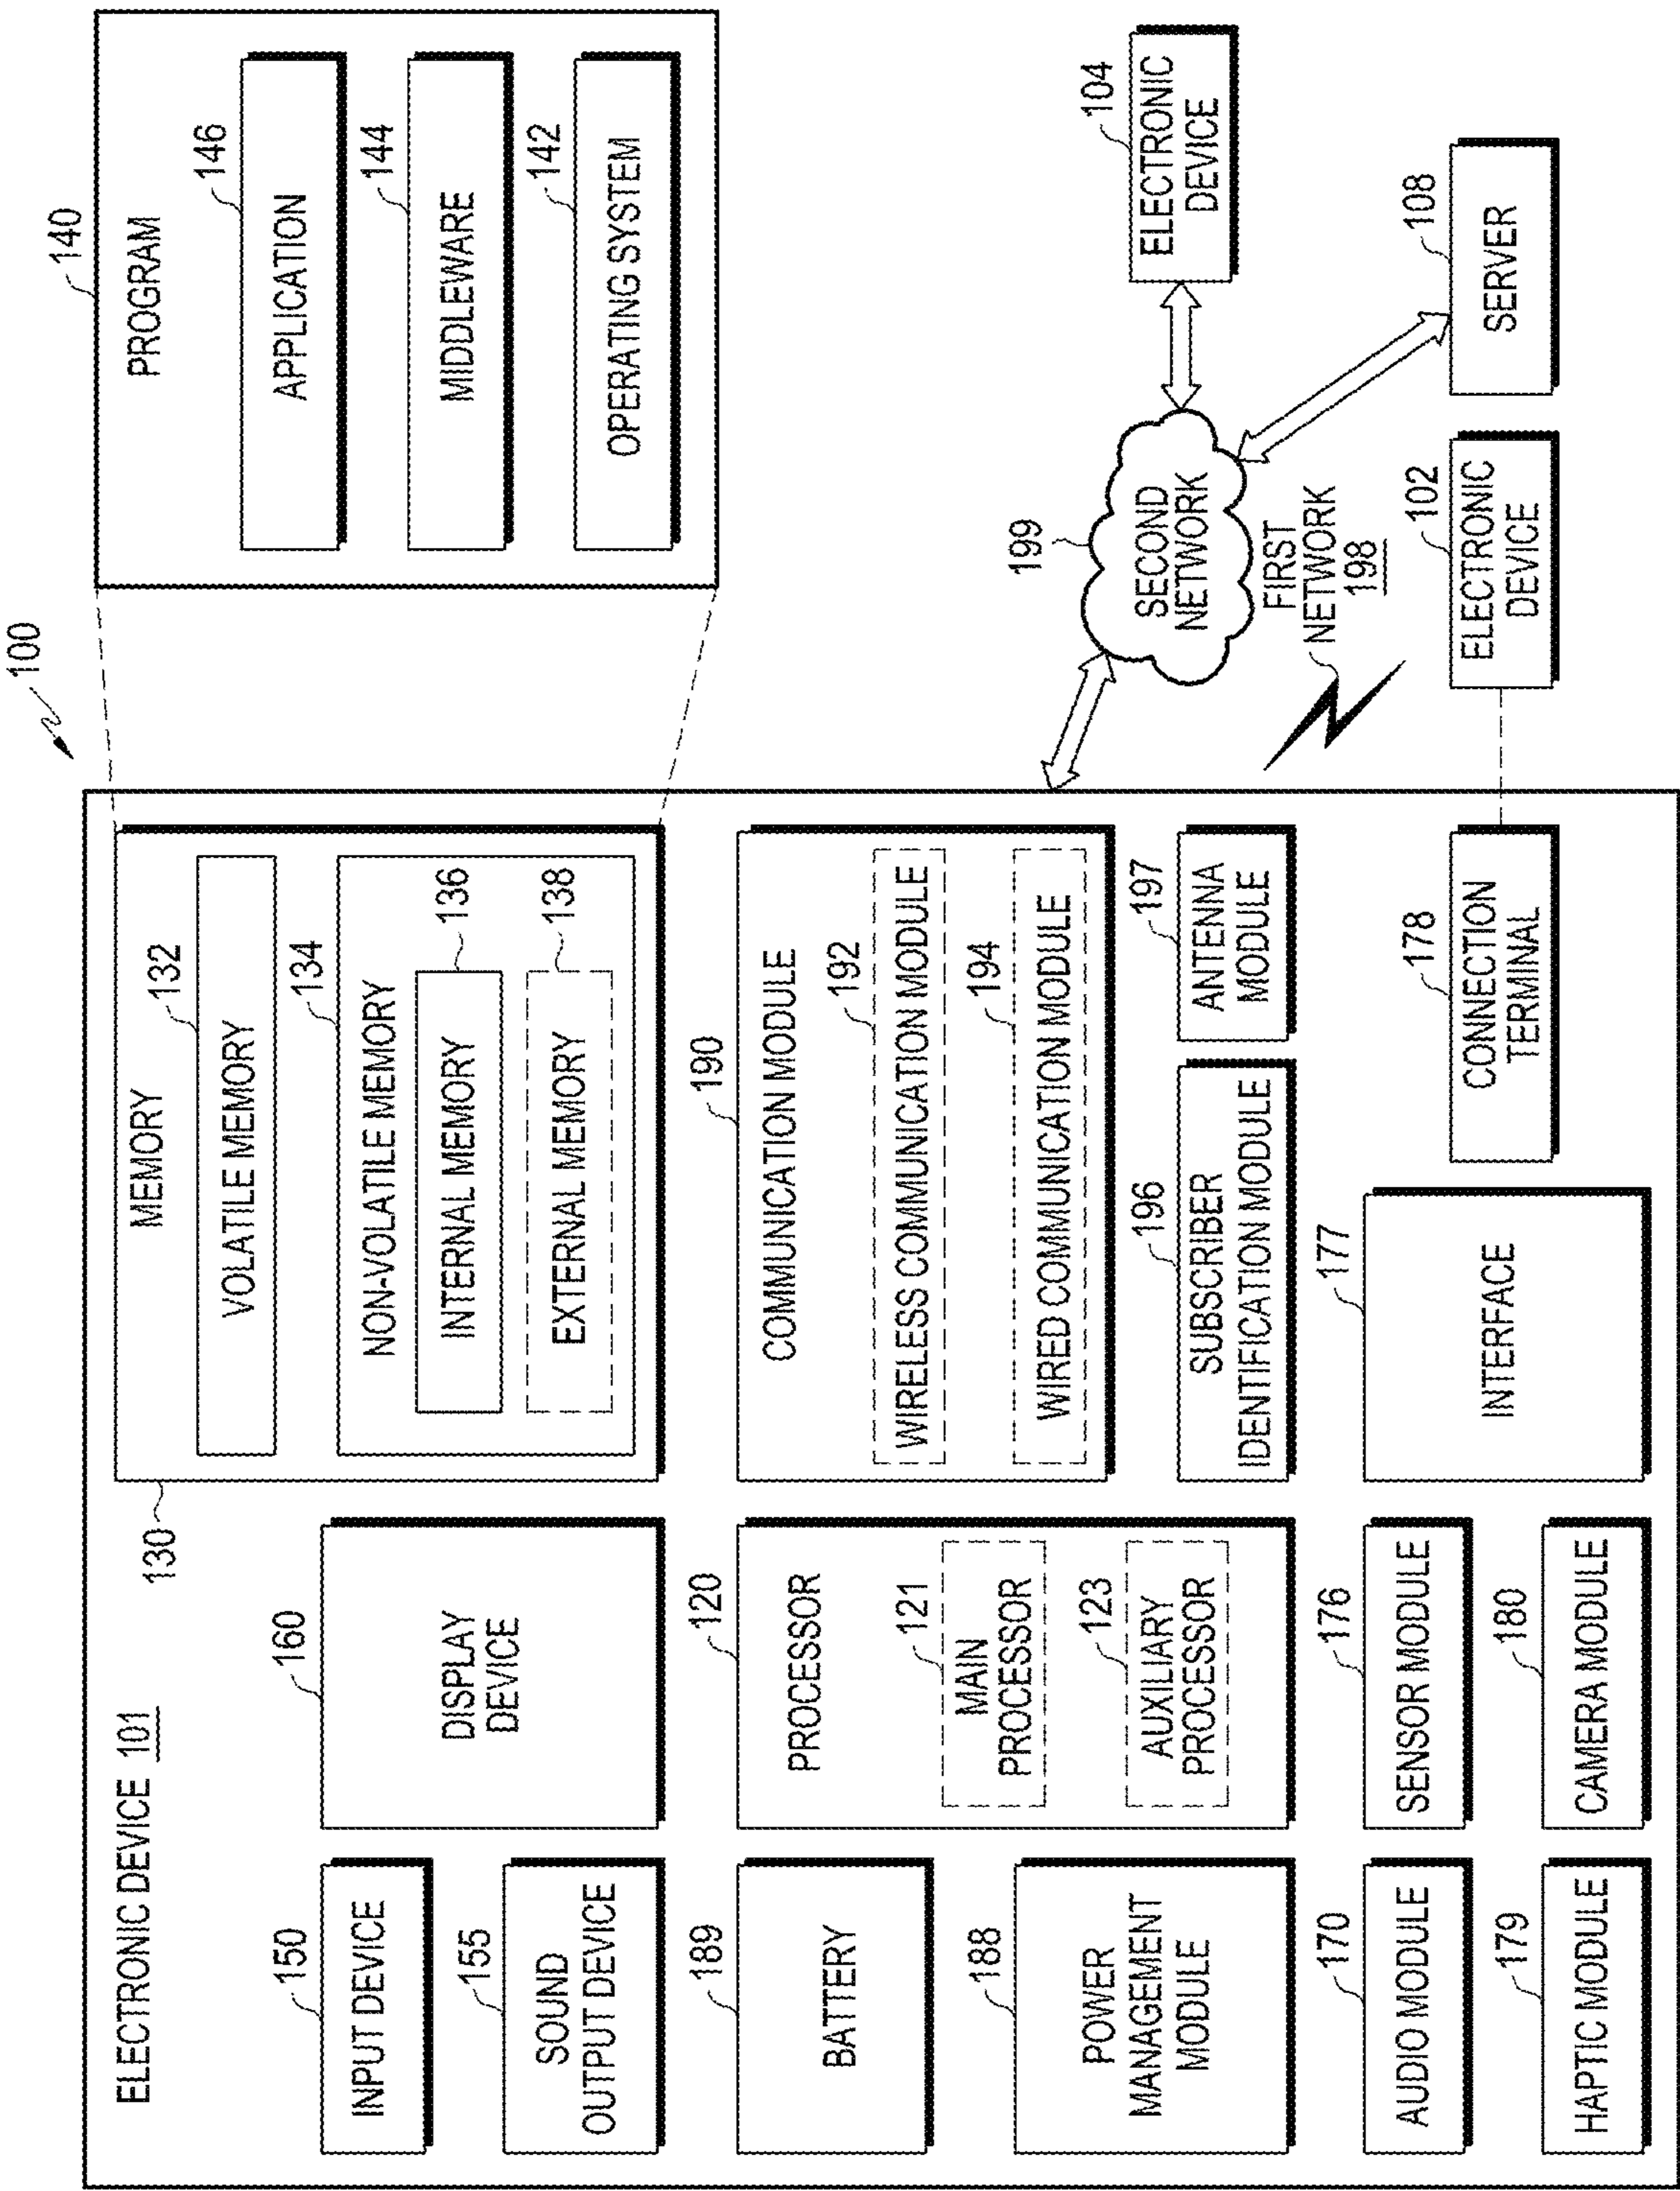 100
ELECTRONIC DEVICE 101
130
MEMORY
132
VOLATILE MEMORY
134
NON-VOLATILE MEMORY
INTERNAL MEMORY
136
EXTERNAL MEMORY
138
140
PROGRAM
146
APPLICATION
144
MIDDLEWARE
142
OPERATING SYSTEM
150
INPUT DEVICE
155
SOUND
OUTPUT DEVICE
160
DISPLAY
DEVICE
189
BATTERY
188
POWER
MANAGEMENT
MODULE
120
PROCESSOR
121
MAIN
PROCESSOR
123
AUXILIARY
PROCESSOR
190
COMMUNICATION MODULE
192
WIRELESS COMMUNICATION MODULE
194
WIRED COMMUNICATION MODULE
196
SUBSCRIBER
IDENTIFICATION MODULE
197
ANTENNA
MODULE
199
SECOND
NETWORK
104
ELECTRONIC
DEVICE
FIRST
NETWORK
198
170
AUDIO MODULE
176
SENSOR MODULE
177
INTERFACE
178
CONNECTION
TERMINAL
102
ELECTRONIC
DEVICE
108
SERVER
179
HAPTIC MODULE
180
CAMERA MODULE